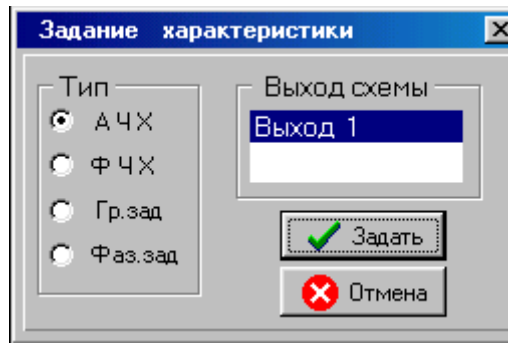 Задание характеристики
Тип
АЧХ
ФЧХ
Гр.зад
Фаз.зад
Выход схемы
Выход 1
Задать
Отмена